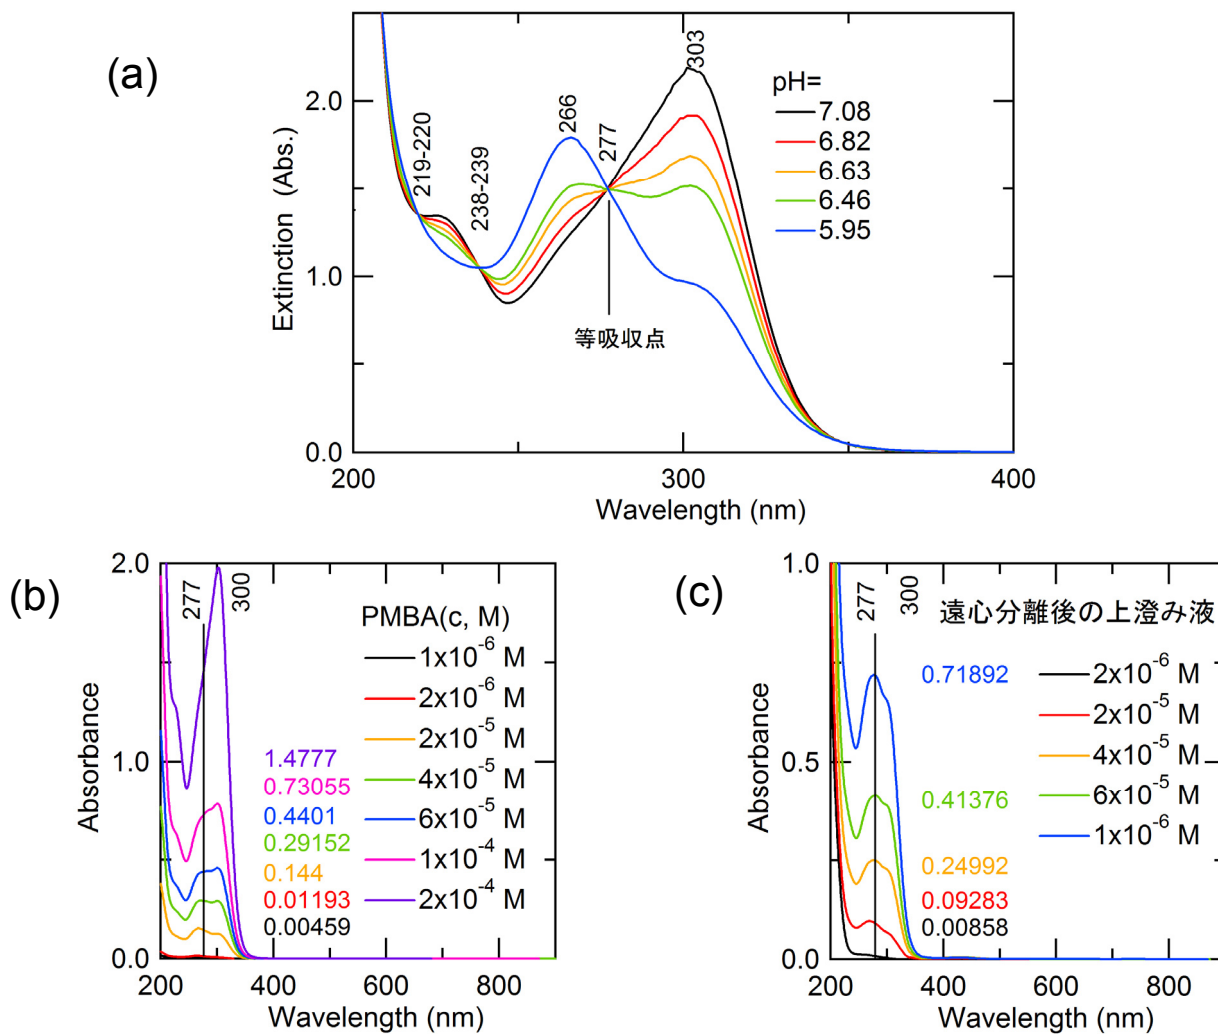 (a)
Extinction (Abs.)
2.0
1.0
0.0
219-220
238-239
266
277
303
pH=
7.08
6.82
6.63
6.46
5.95
等吸収点
200
300
400
Wavelength (nm)
(b)
Absorbance
2.0
1.0
0.0
277
300
PMBA(c, M)
1x10⁻⁶ M
2x10⁻⁶ M
2x10⁻⁵ M
4x10⁻⁵ M
6x10⁻⁵ M
1x10⁻⁴ M
2x10⁻⁴ M
1.4777
0.73055
0.4401
0.29152
0.144
0.01193
0.00459
200
400
600
800
Wavelength (nm)
(c)
Absorbance
1.0
0.5
0.0
277
300
遠心分離後の上澄み液
2x10⁻⁶ M
2x10⁻⁵ M
4x10⁻⁵ M
6x10⁻⁵ M
1x10⁻⁶ M
0.71892
0.41376
0.24992
0.09283
0.00858
200
400
600
800
Wavelength (nm)